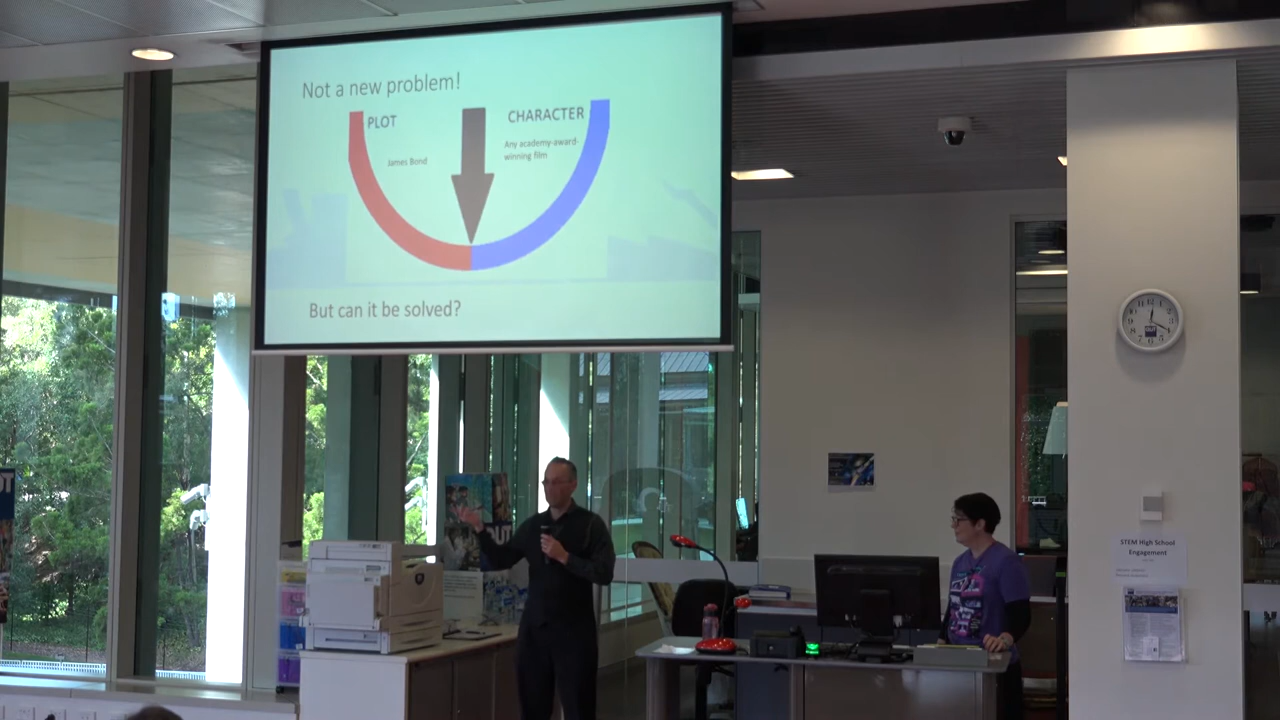 Not a new problem!
PLOT
CHARACTER
James Bond
Any academy-award-
winning film
But can it be solved?
STEM High School
Engagement